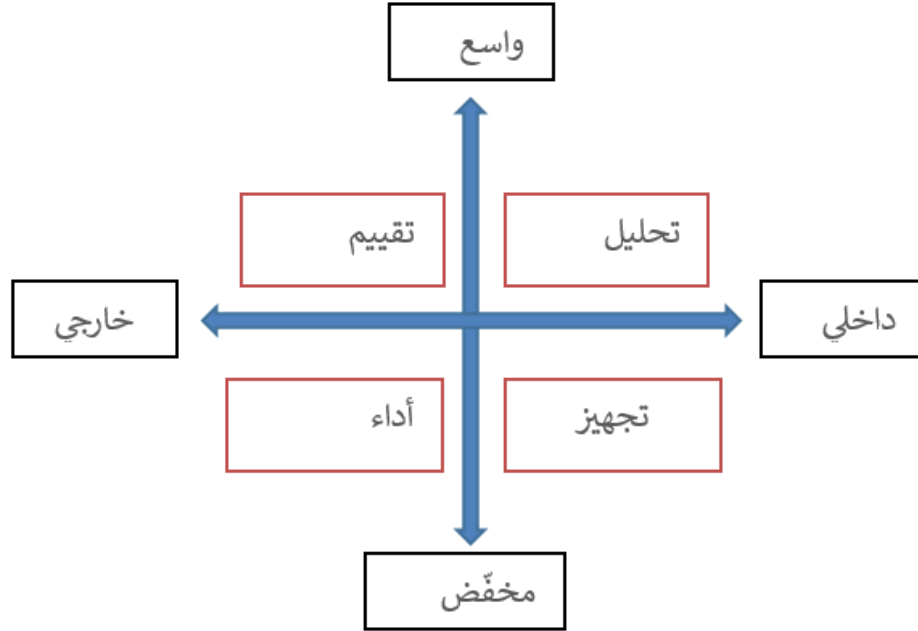 واسع
تحليل
تقييم
داخلي
خارجي
تجهيز
أداء
مخفّض